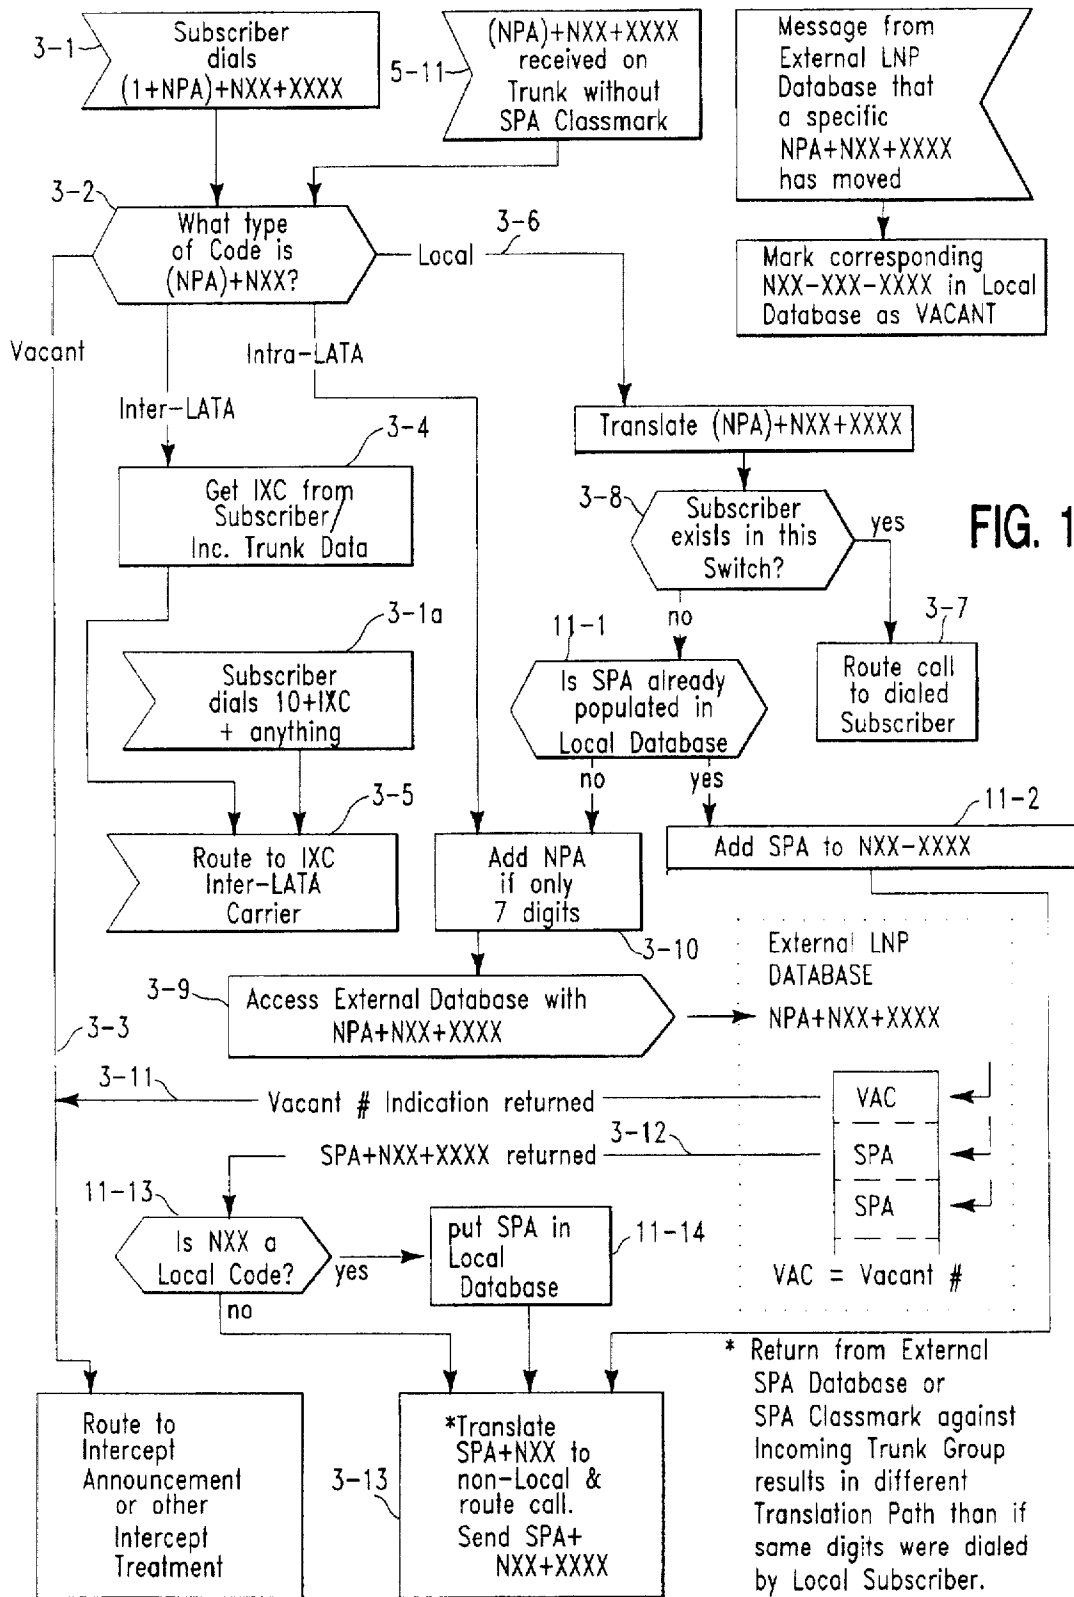 3-1
Subscriber
dials
(1+NPA)+NXX+XXXX
5-11
(NPA)+NXX+XXXX
received on
Trunk without
SPA Classmark
Message from
External LNP
Database that
a specific
NPA+NXX+XXXX
has moved
3-2
What type
of Code is
(NPA)+NXX?
Local
3-6
Mark corresponding
NXX-XXX-XXXX in Local
Database as VACANT
Vacant
Intra-LATA
Inter-LATA
3-4
Get IXC from
Subscriber/
Inc. Trunk Data
Translate (NPA)+NXX+XXXX
3-8
Subscriber
exists in this
Switch?
yes
no
FIG. 1
3-1a
Subscriber
dials 10+IXC
+ anything
11-1
Is SPA already
populated in
Local Database
no
yes
3-7
Route call
to dialed
Subscriber
3-5
Route to IXC
Inter-LATA
Carrier
Add NPA
if only
7 digits
3-10
11-2
Add SPA to NXX-XXXX
3-9
Access External Database with
NPA+NXX+XXXX
External LNP
DATABASE
NPA+NXX+XXXX
3-3
3-11
Vacant # Indication returned
VAC
3-12
SPA+NXX+XXXX returned
SPA
SPA
VAC = Vacant #
11-13
Is NXX a
Local Code?
yes
no
put SPA in
Local
Database
11-14
Route to
Intercept
Announcement
or other
Intercept
Treatment
3-13
*Translate
SPA+NXX to
non-Local &
route call.
Send SPA+
NXX+XXXX
* Return from External
SPA Database or
SPA Classmark against
Incoming Trunk Group
results in different
Translation Path than if
same digits were dialed
by Local Subscriber.